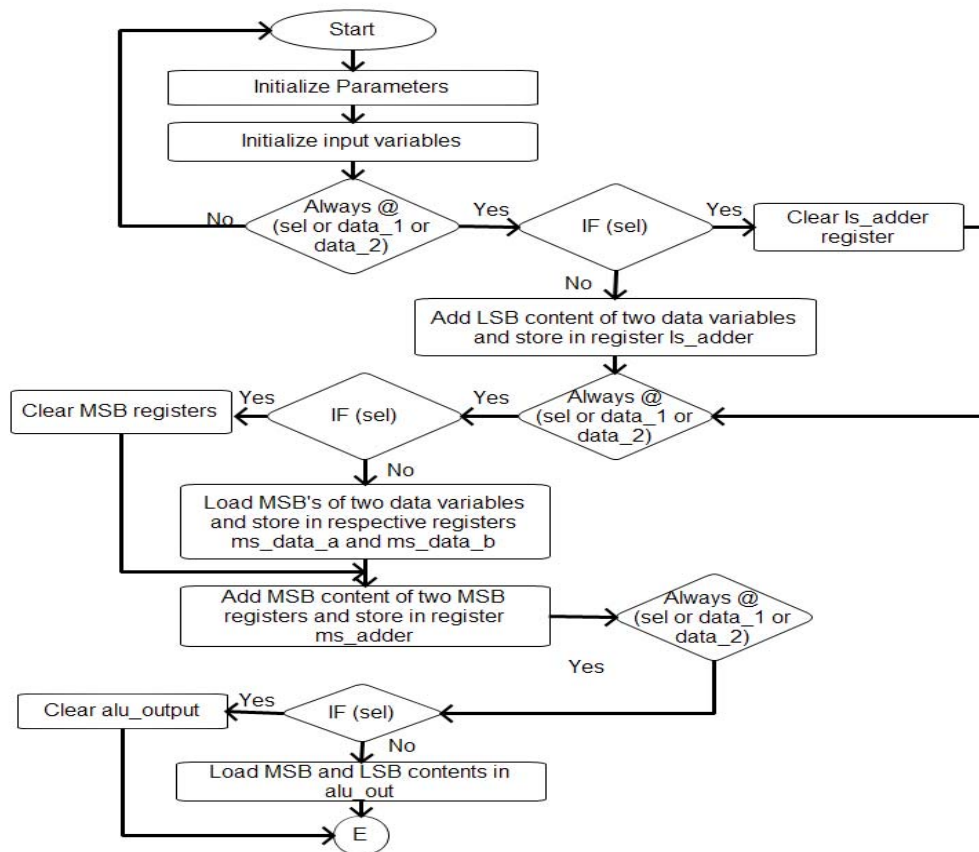 Start
Initialize Parameters
Initialize input variables
No
Always @
(sel or data_1 or
data_2)
Yes
IF (sel)
Yes
Clear ls_adder
register
No
Add LSB content of two data variables
and store in register ls_adder
Always @
(sel or data_1 or
data_2)
Yes
IF (sel)
Yes
Clear MSB registers
No
Load MSB's of two data variables
and store in respective registers
ms_data_a and ms_data_b
Add MSB content of two MSB
registers and store in register
ms_adder
Always @
(sel or data_1 or
data_2)
Yes
IF (sel)
Yes
Clear alu_output
No
Load MSB and LSB contents in
alu_out
E